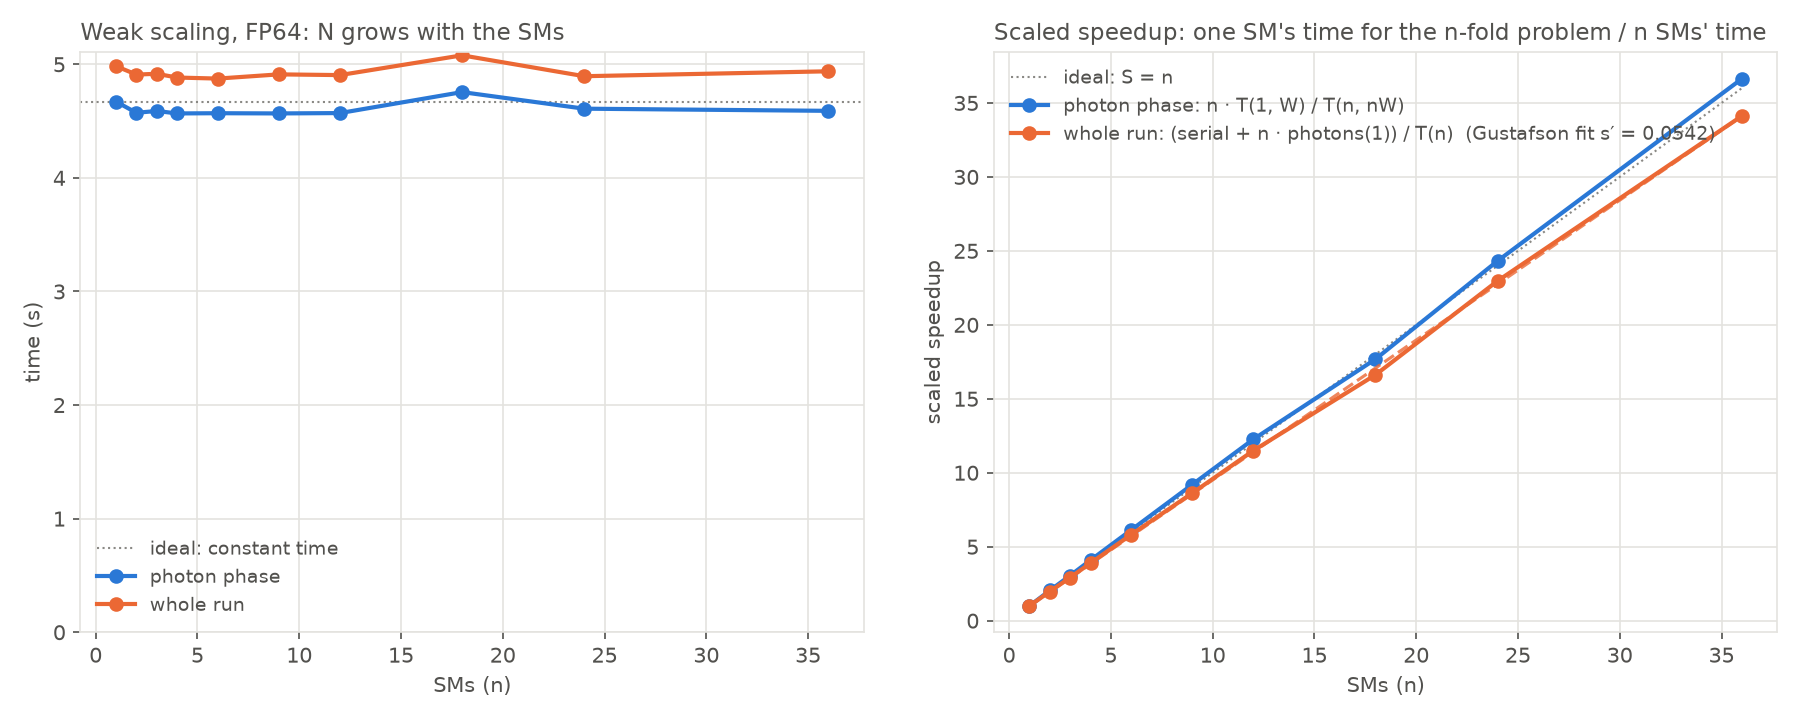 Weak scaling, FP64: N grows with the SMs
5
4
3
2
1
0
time (s)
ideal: constant time
photon phase
whole run
0 5 10 15 20 25 30 35
SMs (n)
Scaled speedup: one SM's time for the n-fold problem / n SMs' time
ideal: S = n
photon phase: n · T(1, W) / T(n, nW)
whole run: (serial + n · photons(1)) / T(n) (Gustafson fit s′ = 0.0542)
35
30
25
20
15
10
5
0
scaled speedup
0 5 10 15 20 25 30 35
SMs (n)